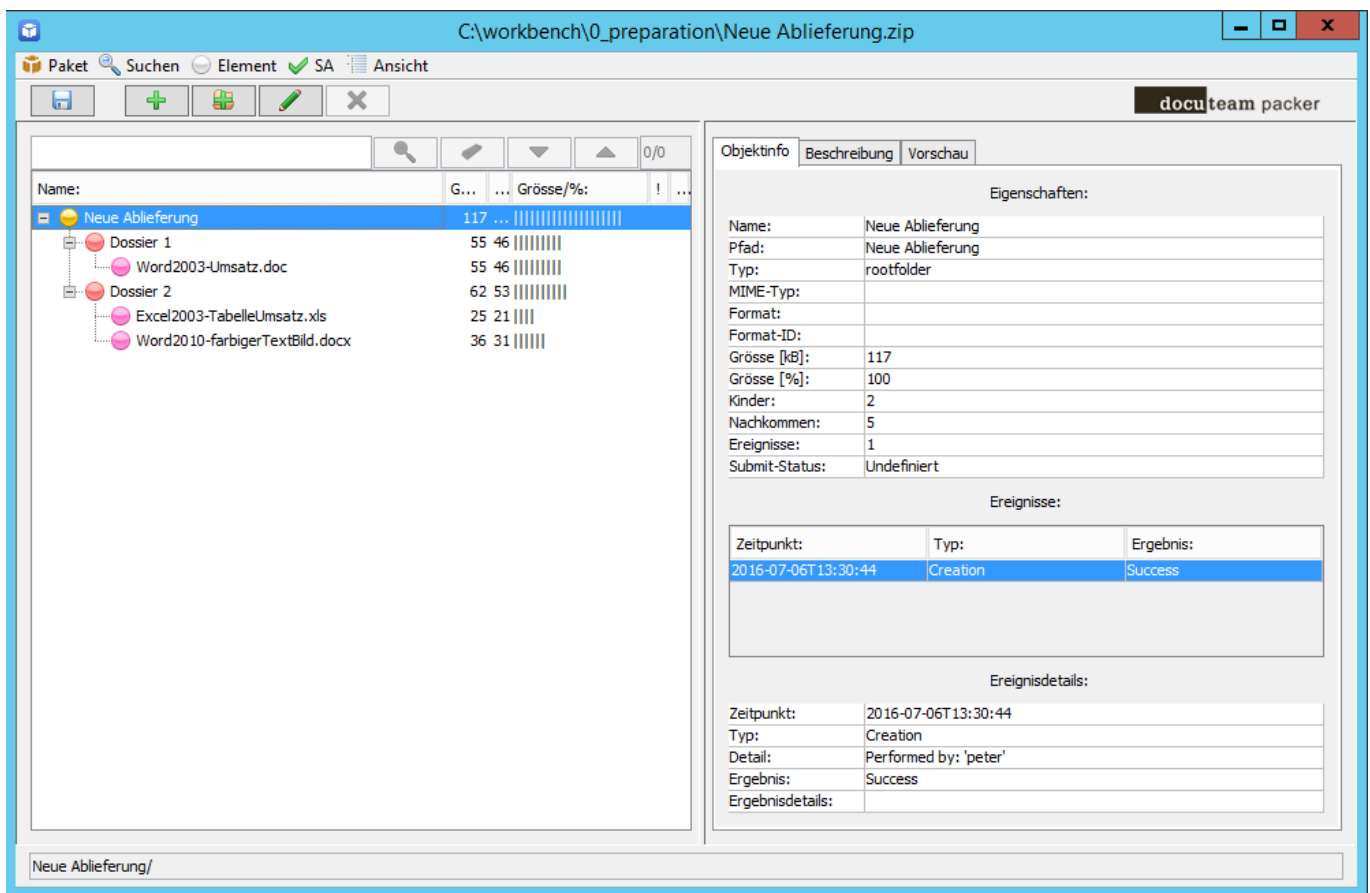 C:\workbench\0_preparation\Neue Ablieferung.zip
Paket Suchen Element SA Ansicht
docuteam packer
0/0
Name: G... ... Grösse/%: ! ...
Neue Ablieferung 117 ...
Dossier 1 55 46
Word2003-Umsatz.doc 55 46
Dossier 2 62 53
Excel2003-TabelleUmsatz.xls 25 21
Word2010-farbigerTextBild.docx 36 31
Objektinfo Beschreibung Vorschau
Eigenschaften:
Name: Neue Ablieferung
Pfad: Neue Ablieferung
Typ: rootfolder
MIME-Typ:
Format:
Format-ID:
Grösse [kB]: 117
Grösse [%]: 100
Kinder: 2
Nachkommen: 5
Ereignisse: 1
Submit-Status: Undefiniert
Ereignisse:
Zeitpunkt: Typ: Ergebnis:
2016-07-06T13:30:44 Creation Success
Ereignisdetails:
Zeitpunkt: 2016-07-06T13:30:44
Typ: Creation
Detail: Performed by: 'peter'
Ergebnis: Success
Ergebnisdetails:
Neue Ablieferung/